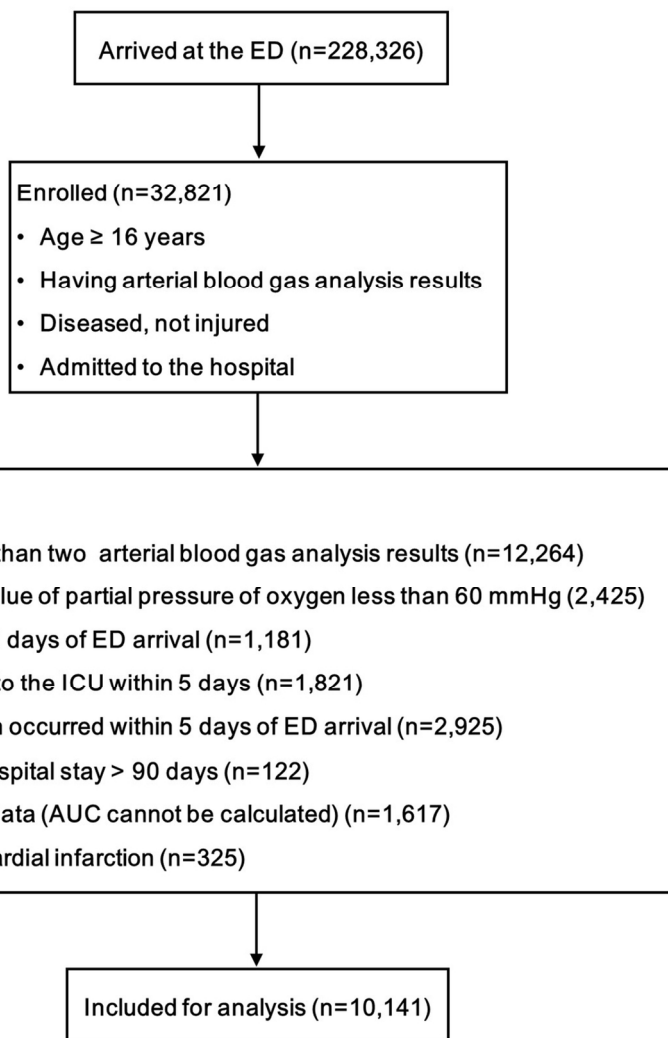 Arrived at the ED (n=228,326)
Enrolled (n=32,821)
• Age ≥ 16 years
• Having arterial blood gas analysis results
• Diseased, not injured
• Admitted to the hospital
than two arterial blood gas analysis results (n=12,264)
lue of partial pressure of oxygen less than 60 mmHg (2,425)
days of ED arrival (n=1,181)
to the ICU within 5 days (n=1,821)
occurred within 5 days of ED arrival (n=2,925)
spital stay > 90 days (n=122)
ata (AUC cannot be calculated) (n=1,617)
rdial infarction (n=325)
Included for analysis (n=10,141)